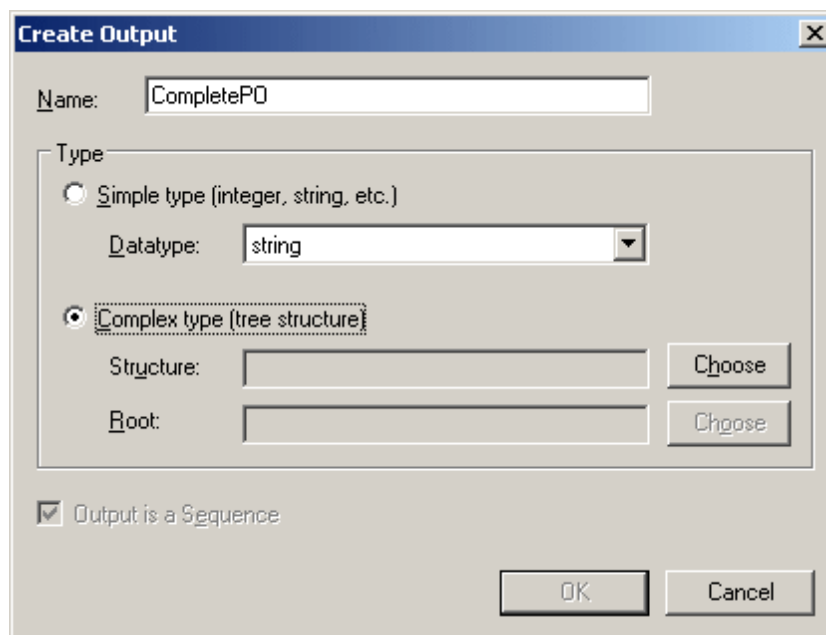 Create Output
Name: CompletePO
Type
Simple type (integer, string, etc.)
Datatype: string
Complex type (tree structure)
Structure: Choose
Root: Choose
Output is a Sequence
OK Cancel